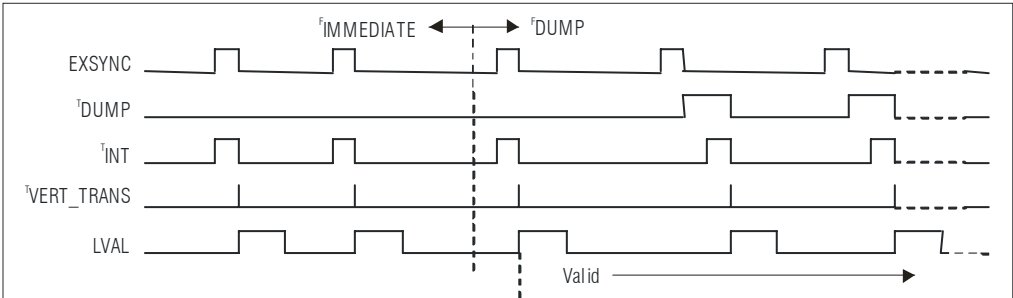 FIMMEDIATE FDUMP
EXSYNC
TDUMP
TINT
TVERT_TRANS
LVAL
Valid